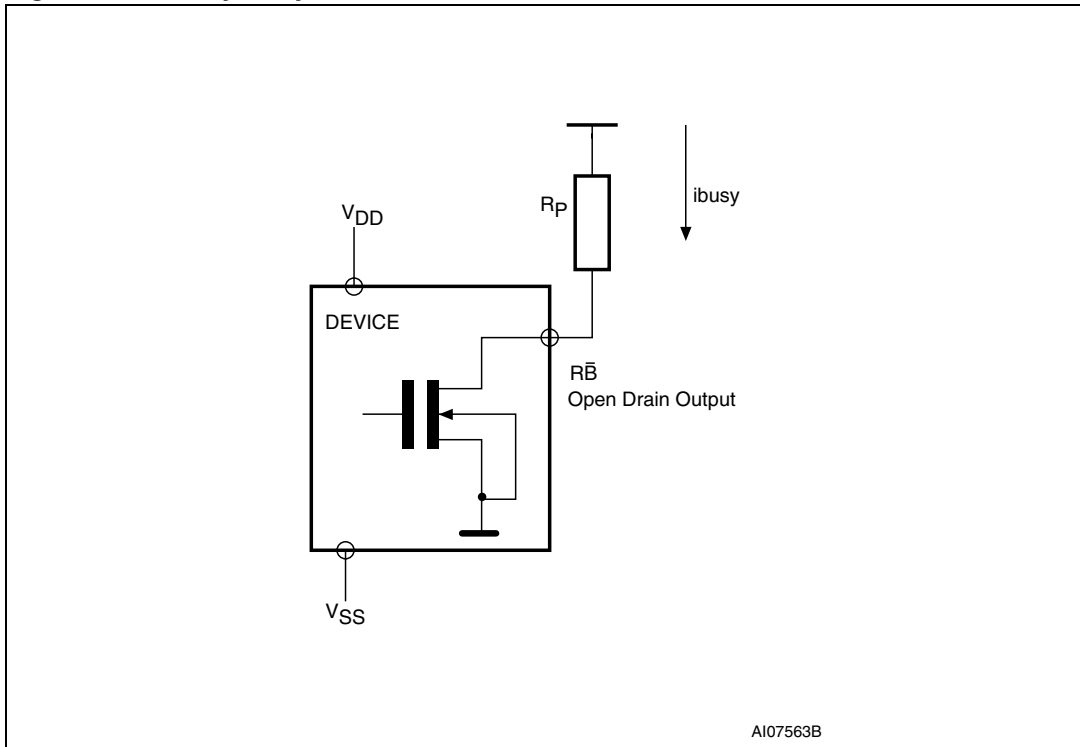 RP
ibusy
VDD
DEVICE
RB̅
Open Drain Output
VSS
AI07563B